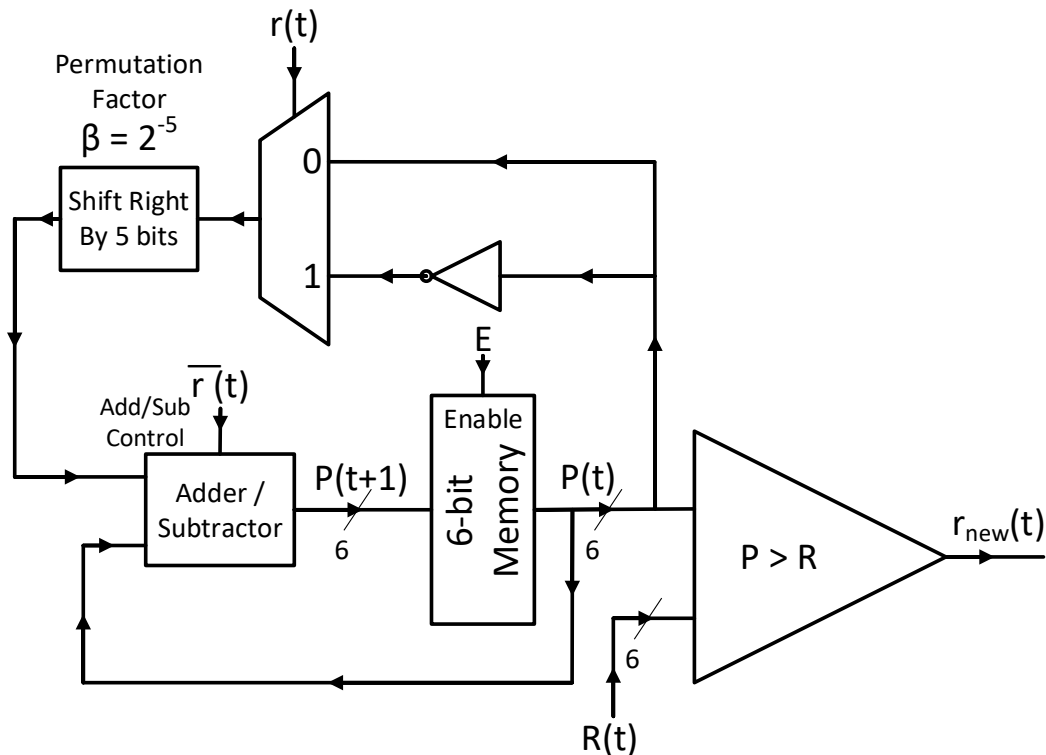 r(t)
Permutation
Factor
β = 2⁻⁵
0
Shift Right
By 5 bits
1
E
r̅ (t)
Add/Sub
Control
Enable
P(t+1)
P(t)
Adder /
Subtractor
6-bit
Memory
6
6
P > R
r_new(t)
6
R(t)